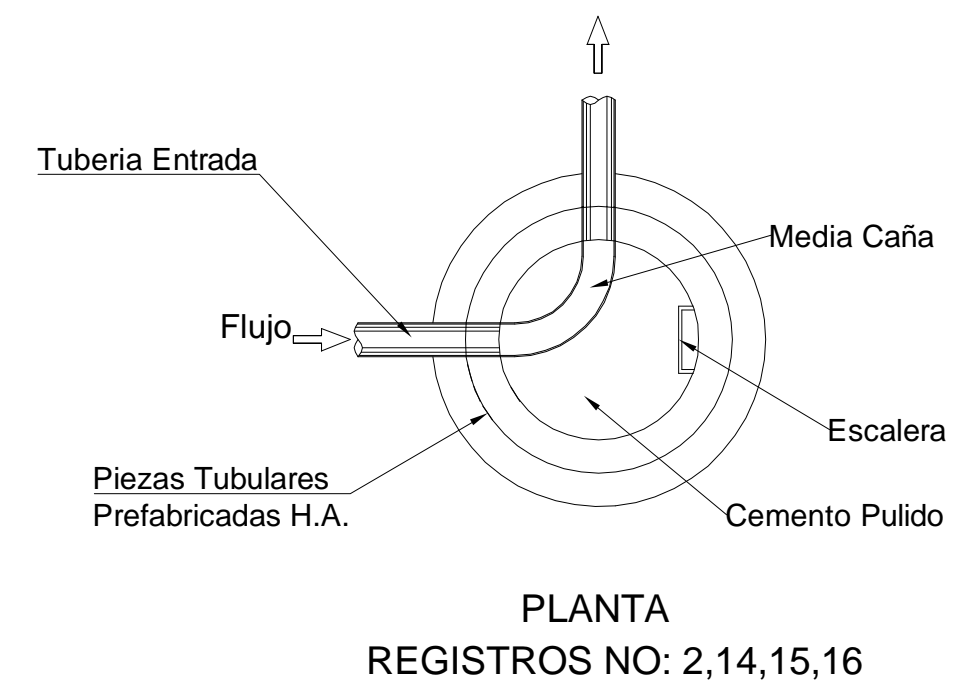 Tuberia Entrada
Media Caña
Flujo
Escalera
Piezas Tubulares
Prefabricadas H.A.
Cemento Pulido
PLANTA
REGISTROS NO: 2,14,15,16